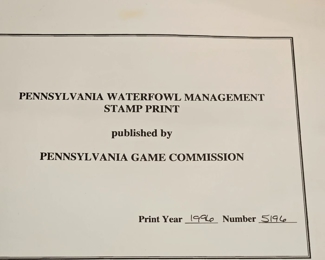 PENNSYLVANIA WATERFOWL MANAGEMENT
STAMP PRINT
published by
PENNSYLVANIA GAME COMMISSION
Print Year 1996 Number 5196